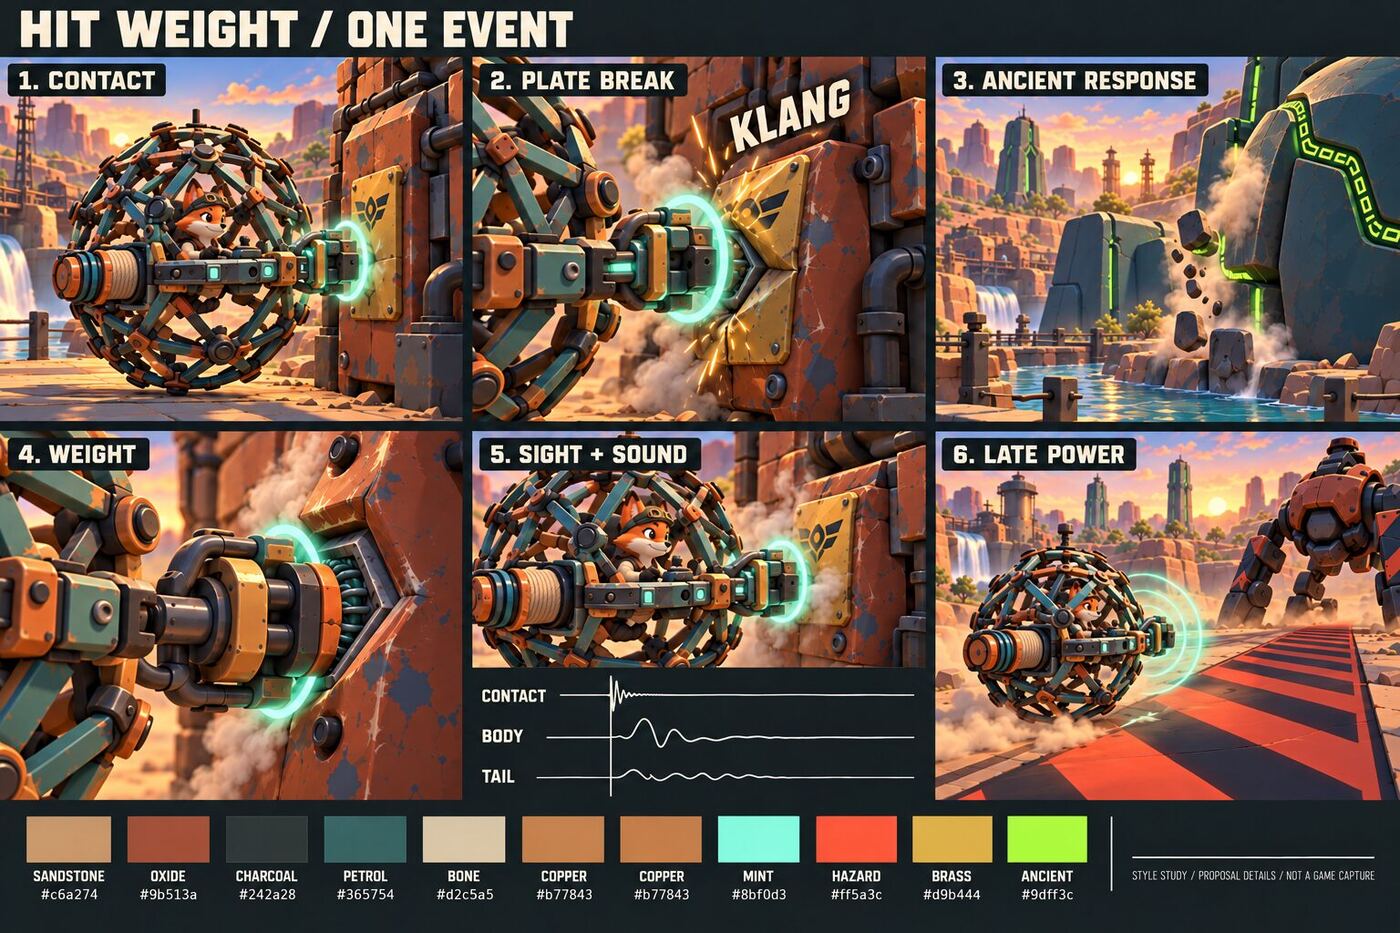 HIT WEIGHT / ONE EVENT
1. CONTACT
2. PLATE BREAK
KLANG
3. ANCIENT RESPONSE
4. WEIGHT
5. SIGHT + SOUND
CONTACT
BODY
TAIL
6. LATE POWER
SANDSTONE
#c6a274
OXIDE
#9b513a
CHARCOAL
#242a28
PETROL
#365754
BONE
#d2c5a5
COPPER
#b77843
COPPER
#b77843
MINT
#8bf0d3
HAZARD
#ff5a3c
BRASS
#d9b444
ANCIENT
#9dff3c
STYLE STUDY / PROPOSAL DETAILS / NOT A GAME CAPTURE